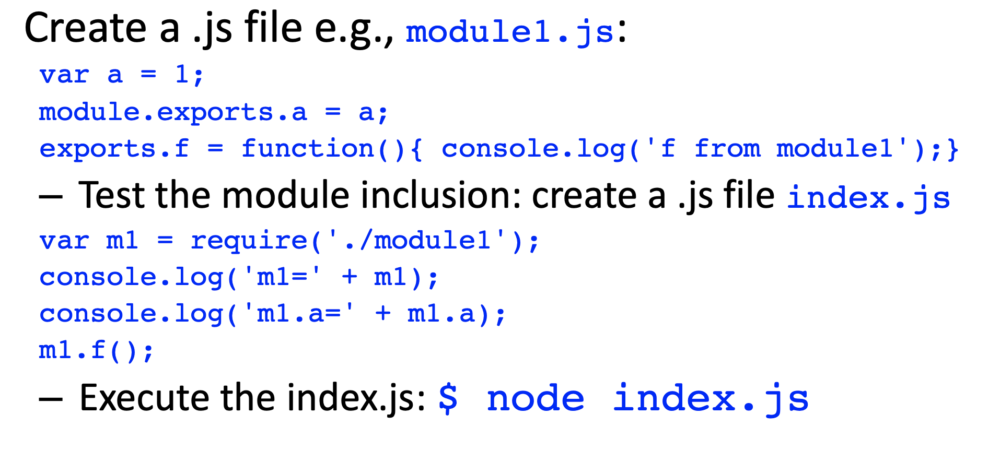 Create a .js file e.g., module1.js:
var a = 1;
module.exports.a = a;
exports.f = function(){ console.log('f from module1');}
– Test the module inclusion: create a .js file index.js
var m1 = require('./module1');
console.log('m1=' + m1);
console.log('m1.a=' + m1.a);
m1.f();
– Execute the index.js: $ node index.js